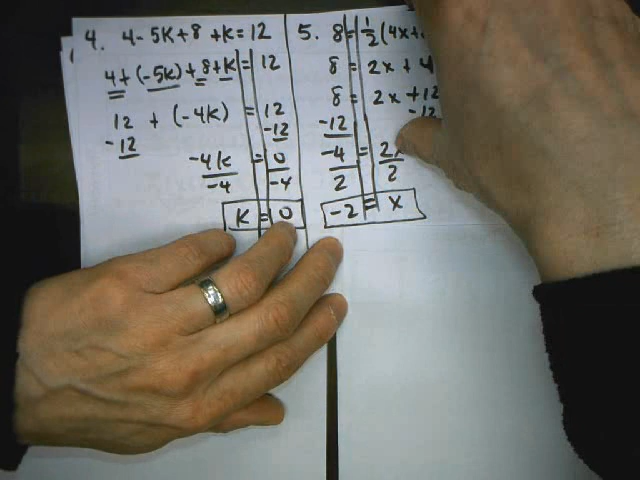 4. 4-5K+8+K=12
4+(-5K)+8+K=12
12 + (-4K) = 12
-12 -12
-4K = 0
-4 -4
K = 0
5. 8=1/2(4x+
8 = 2x + 4
8 = 2x +12
-12 -12
-4 = 2x
2 2
-2 = x